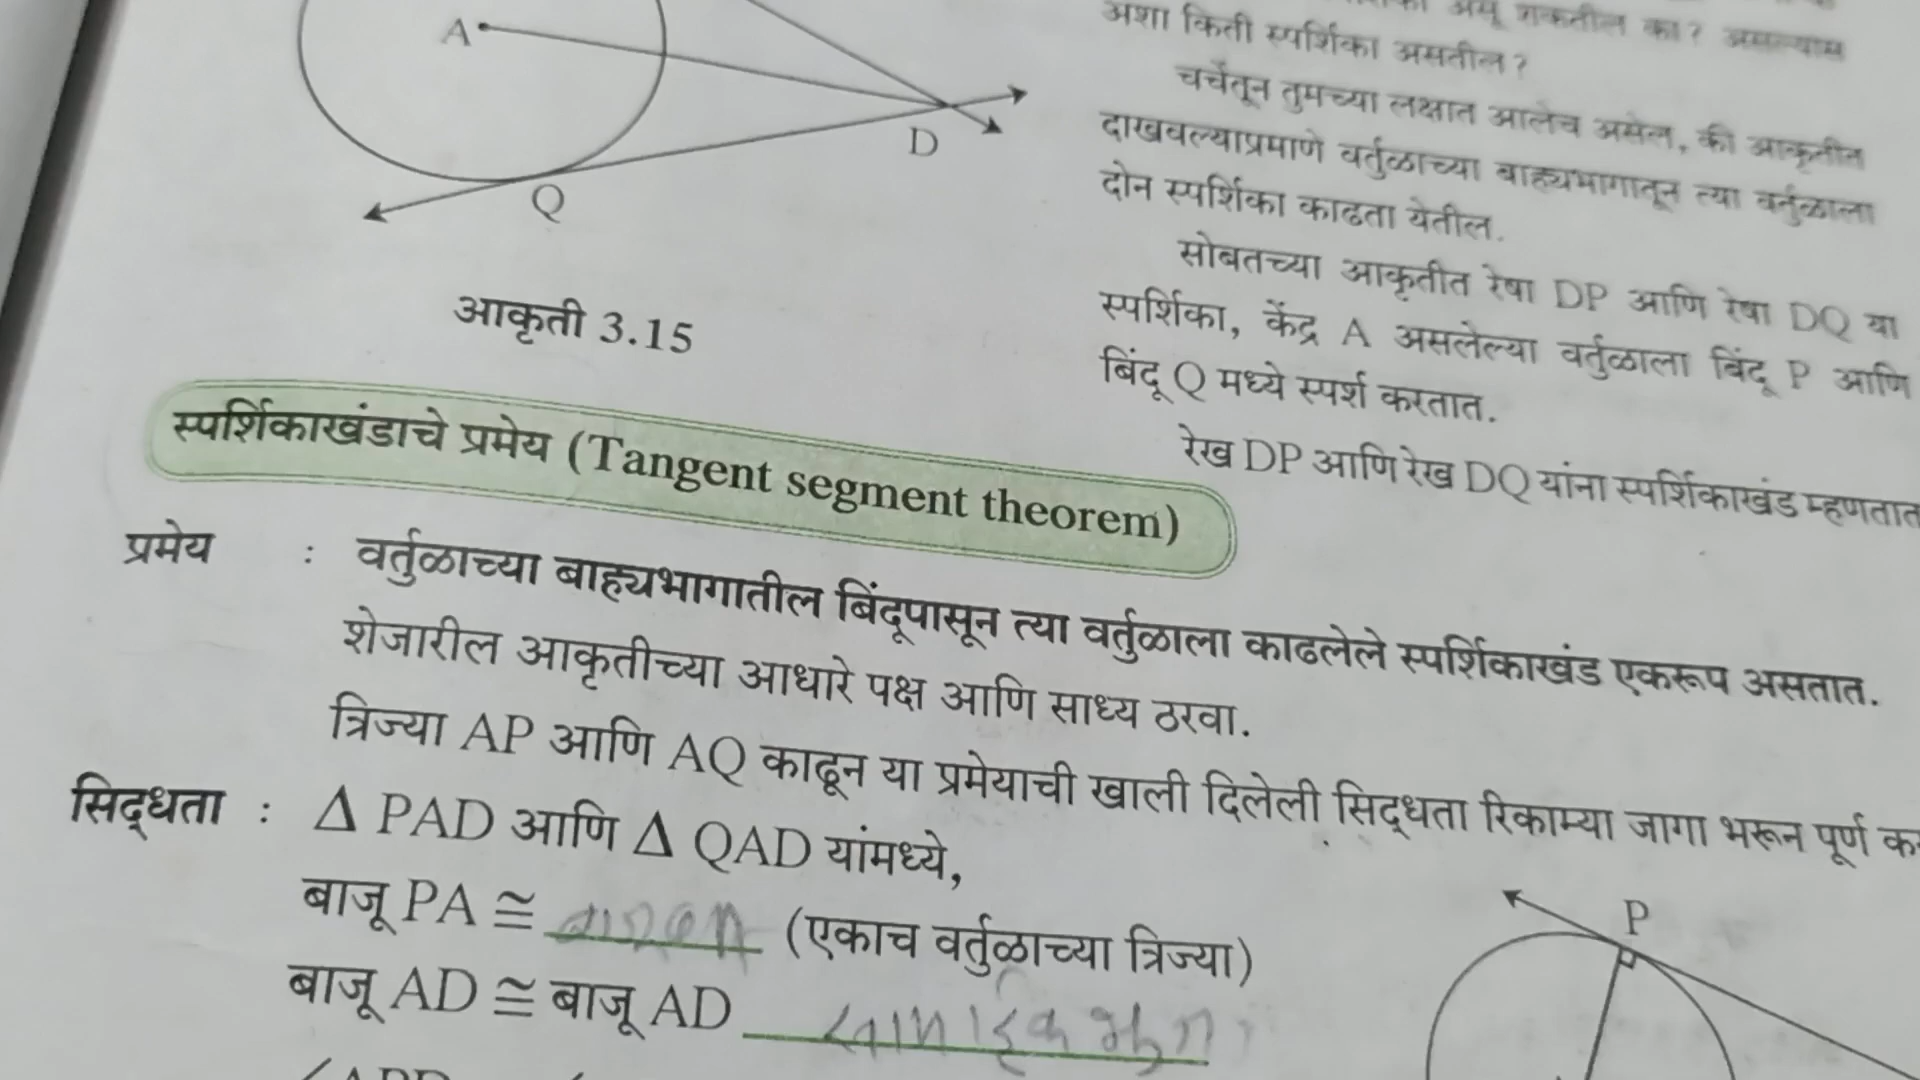 A
D
Q
आकृती 3.15
अशा किती स्पर्शिका असतील?
चर्चेतून तुमच्या लक्षात आलेच असेल, की आकृतीत
दाखवल्याप्रमाणे वर्तुळाच्या बाह्यभागातून त्या वर्तुळाला
दोन स्पर्शिका काढता येतील.
सोबतच्या आकृतीत रेषा DP आणि रेषा DQ या
स्पर्शिका, केंद्र A असलेल्या वर्तुळाला बिंदू P आणि
बिंदू Q मध्ये स्पर्श करतात.
रेख DP आणि रेख DQ यांना स्पर्शिकाखंड म्हणतात
स्पर्शिकाखंडाचे प्रमेय (Tangent segment theorem)
प्रमेय : वर्तुळाच्या बाह्यभागातील बिंदूपासून त्या वर्तुळाला काढलेले स्पर्शिकाखंड एकरूप असतात.
शेजारील आकृतीच्या आधारे पक्ष आणि साध्य ठरवा.
त्रिज्या AP आणि AQ काढून या प्रमेयाची खाली दिलेली सिद्धता रिकाम्या जागा भरून पूर्ण
सिद्धता : Δ PAD आणि Δ QAD यांमध्ये,
बाजू PA ≅ (एकाच वर्तुळाच्या त्रिज्या)
बाजू AD ≅ बाजू AD
P